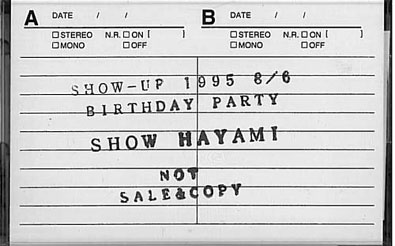 A DATE / / B DATE / /
□STEREO N.R.□ON [ ] □STEREO N.R.□ON [ ]
□MONO □OFF □MONO □OFF
SHOW-UP 1995 8/6
BIRTHDAY PARTY
SHOW HAYAMI
NOT
SALE&COPY